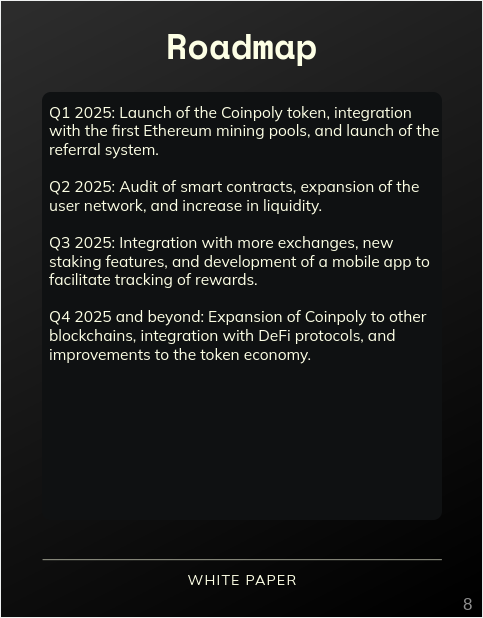 Roadmap
Q1 2025: Launch of the Coinpoly token, integration
with the first Ethereum mining pools, and launch of the
referral system.
Q2 2025: Audit of smart contracts, expansion of the
user network, and increase in liquidity.
Q3 2025: Integration with more exchanges, new
staking features, and development of a mobile app to
facilitate tracking of rewards.
Q4 2025 and beyond: Expansion of Coinpoly to other
blockchains, integration with DeFi protocols, and
improvements to the token economy.
WHITE PAPER
8